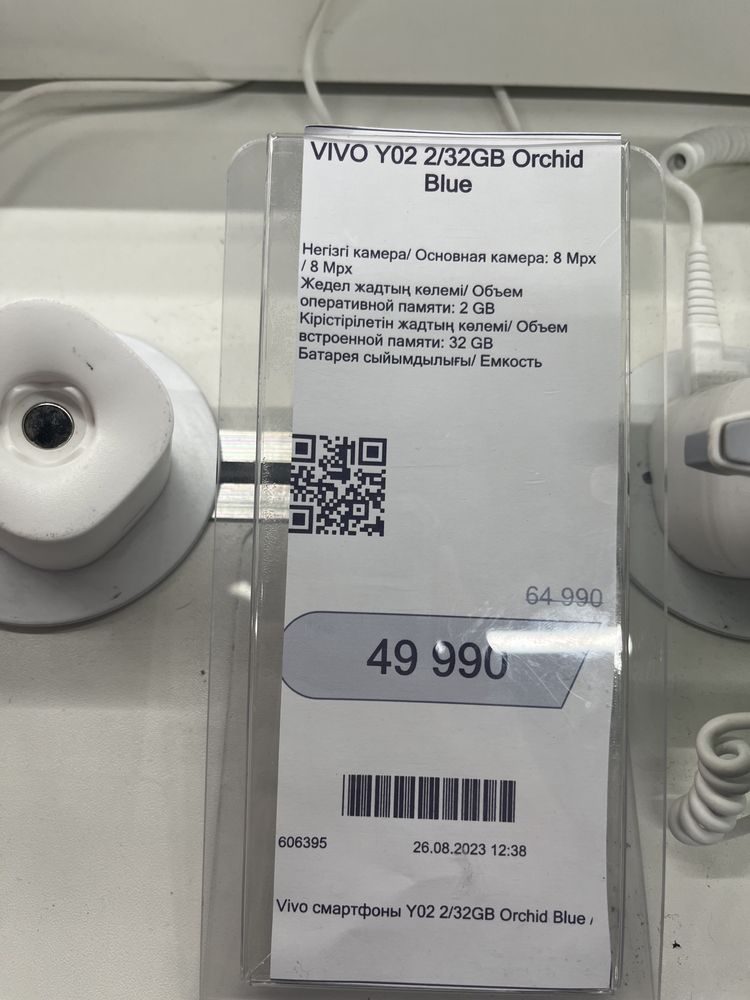 VIVO Y02 2/32GB Orchid
Blue
Негізгі камера/ Основная камера: 8 Mpx
/ 8 Mpx
Жедел жадтың көлемі/ Объем
оперативной памяти: 2 GB
Кірістірілетін жадтың көлемі/ Объем
встроенной памяти: 32 GB
Батарея сыйымдылығы/ Емкость
64 990
49 990
606395 26.08.2023 12:38
Vivo смартфоны Y02 2/32GB Orchid Blue /